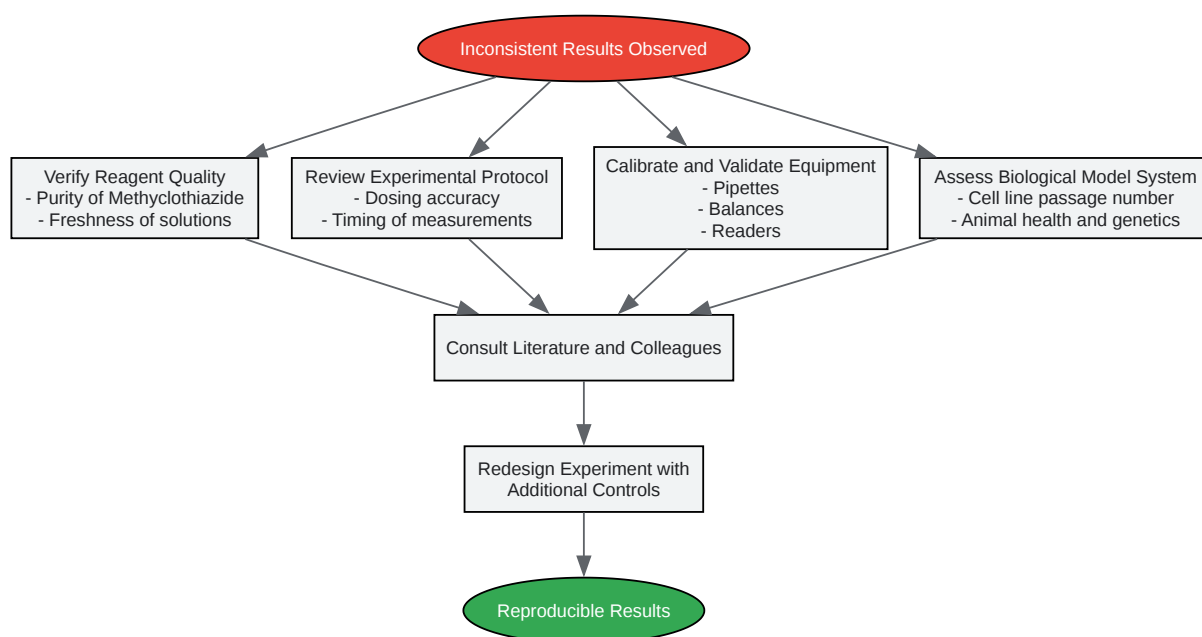 Inconsistent Results Observed
Verify Reagent Quality
- Purity of Methyclothiazide
- Freshness of solutions
Review Experimental Protocol
- Dosing accuracy
- Timing of measurements
Calibrate and Validate Equipment
- Pipettes
- Balances
- Readers
Assess Biological Model System
- Cell line passage number
- Animal health and genetics
Consult Literature and Colleagues
Redesign Experiment with
Additional Controls
Reproducible Results